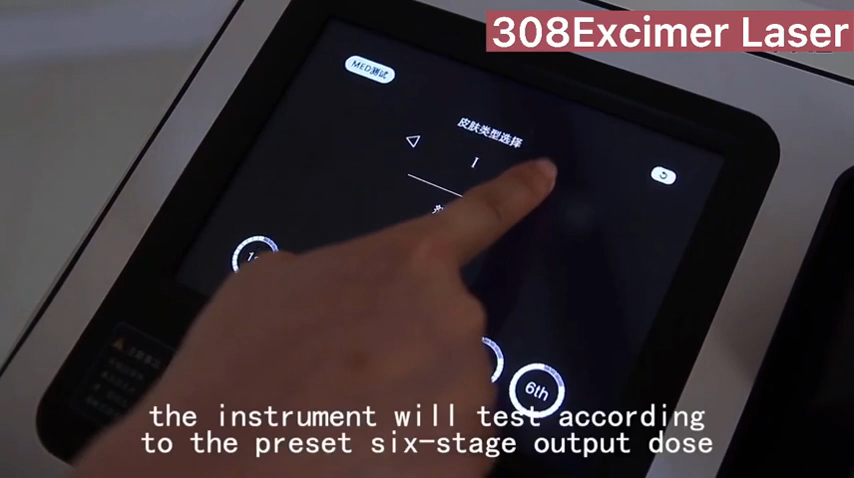 308Excimer Laser
MED测试
皮肤类型选择
I
6th
the instrument will test according
to the preset six-stage output dose